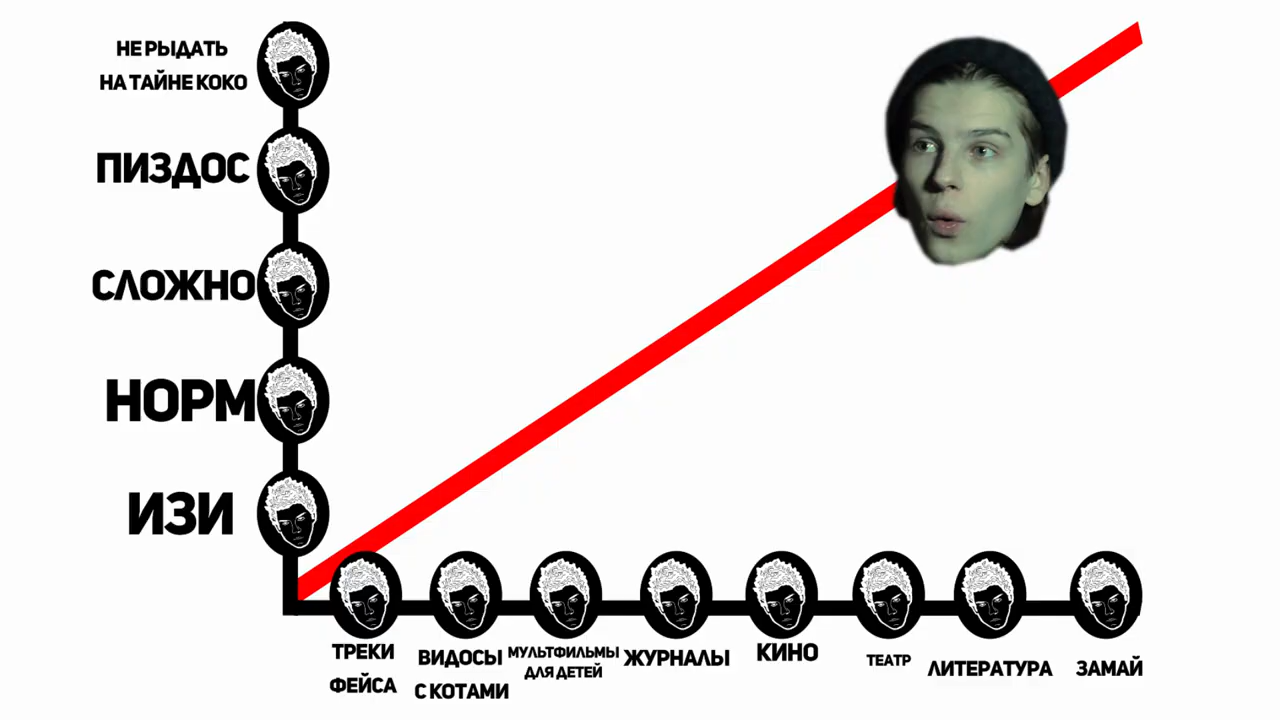 НЕ РЫДАТЬ
НА ТАЙНЕ КОКО
ПИЗДОС
СЛОЖНО
НОРМ
ИЗИ
ТРЕКИ
ФЕЙСА
ВИДОСЫ
С КОТАМИ
МУЛЬТФИЛЬМЫ
ДЛЯ ДЕТЕЙ
ЖУРНАЛЫ
КИНО
ТЕАТР
ЛИТЕРАТУРА
ЗАМАЙ